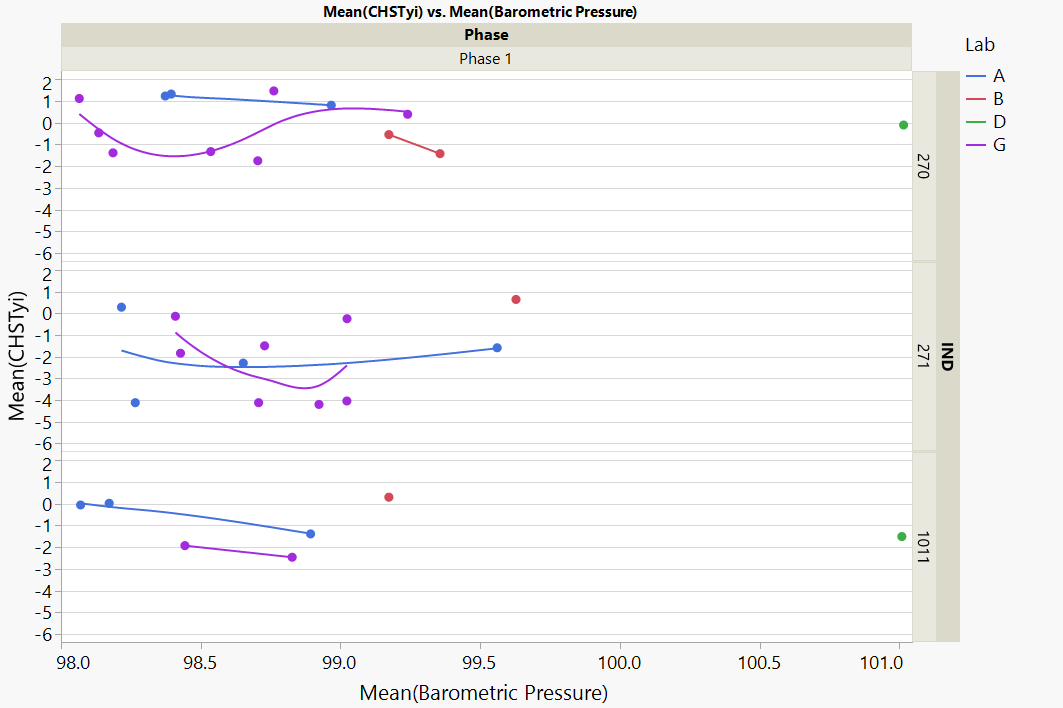 Mean(CHSTyi) vs. Mean(Barometric Pressure)
Phase
Phase 1
Lab
A
B
D
G
2
1
0
-1
-2
-3
-4
-5
-6
270
2
1
0
-1
-2
-3
-4
-5
-6
271
IND
2
1
0
-1
-2
-3
-4
-5
-6
1011
Mean(CHSTyi)
98.0 98.5 99.0 99.5 100.0 100.5 101.0
Mean(Barometric Pressure)